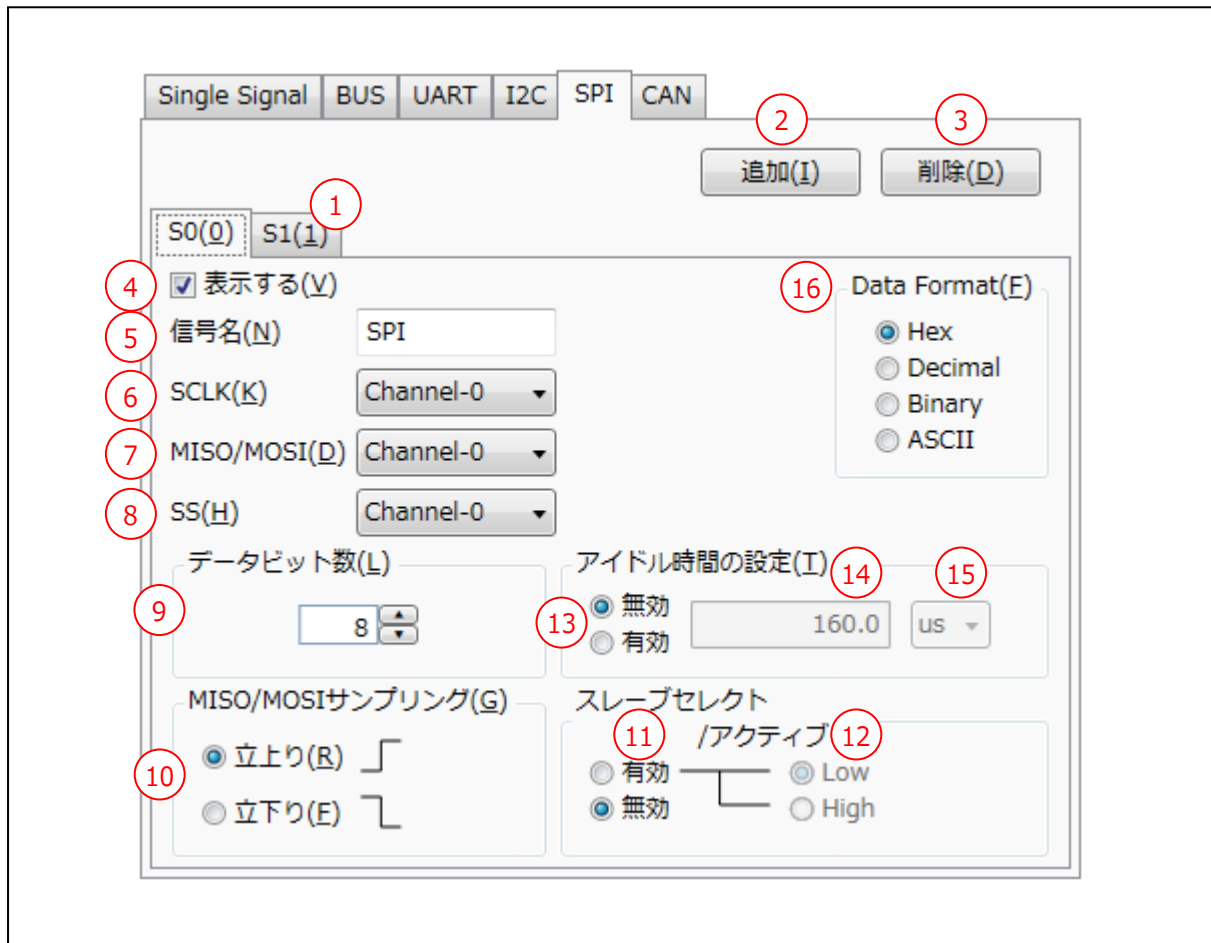 Single Signal BUS UART I2C SPI CAN
2 3
追加(I) 削除(D)
1
S0(0) S1(1)
4 表示する(V) 16 Data Format(F)
5 信号名(N) SPI Hex
6 SCLK(K) Channel-0 Decimal
Binary
7 MISO/MOSI(D) Channel-0 ASCII
8 SS(H) Channel-0
データビット数(L) アイドル時間の設定(T) 14 15
9 8 13 無効 160.0 us
有効
MISO/MOSIサンプリング(G) スレーブセレクト
11 /アクティブ 12
10 立上り(R) 有効 Low
立下り(F) 無効 High